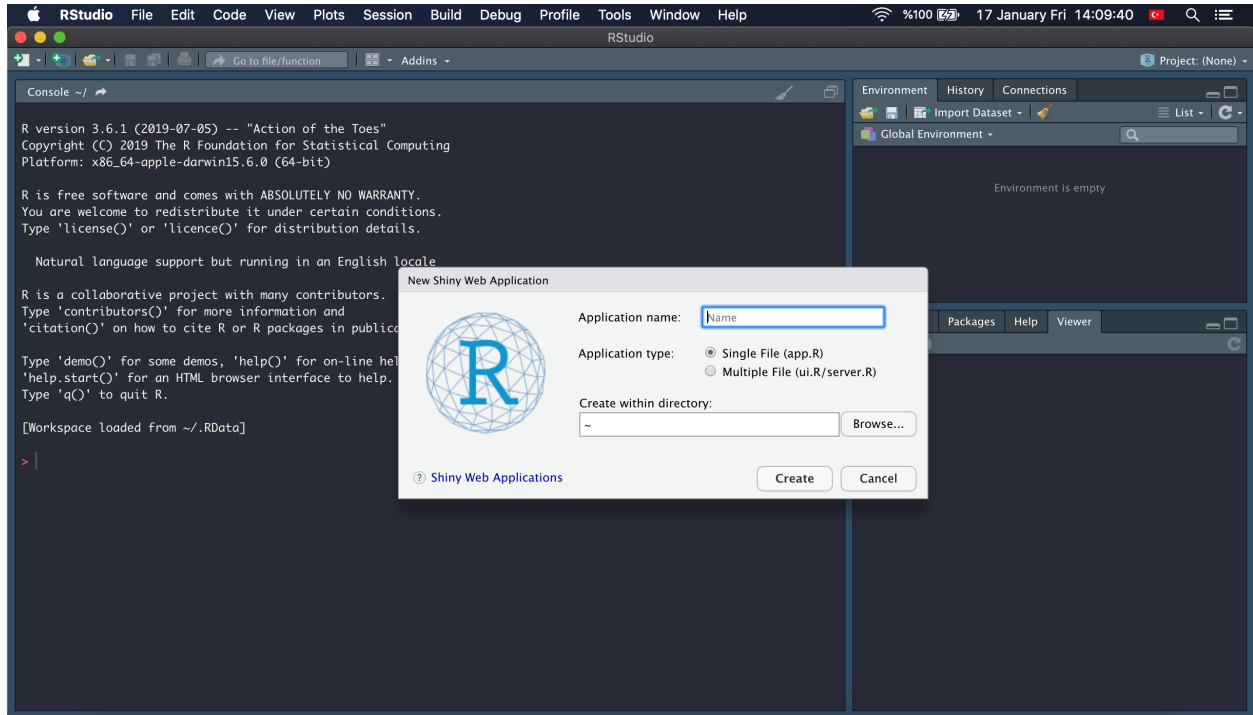 RStudio File Edit Code View Plots Session Build Debug Profile Tools Window Help %100 17 January Fri 14:09:40
RStudio
Go to file/function Addins Project: (None)
Console ~/
R version 3.6.1 (2019-07-05) -- "Action of the Toes"
Copyright (C) 2019 The R Foundation for Statistical Computing
Platform: x86_64-apple-darwin15.6.0 (64-bit)
R is free software and comes with ABSOLUTELY NO WARRANTY.
You are welcome to redistribute it under certain conditions.
Type 'license()' or 'licence()' for distribution details.
Natural language support but running in an English locale
R is a collaborative project with many contributors.
Type 'contributors()' for more information and
'citation()' on how to cite R or R packages in publica
Type 'demo()' for some demos, 'help()' for on-line hel
'help.start()' for an HTML browser interface to help.
Type 'q()' to quit R.
[Workspace loaded from ~/.RData]
>
Environment History Connections
Import Dataset List
Global Environment
Environment is empty
Packages Help Viewer
New Shiny Web Application
R
Application name: Name
Application type: Single File (app.R)
Multiple File (ui.R/server.R)
Create within directory:
~ Browse...
? Shiny Web Applications Create Cancel